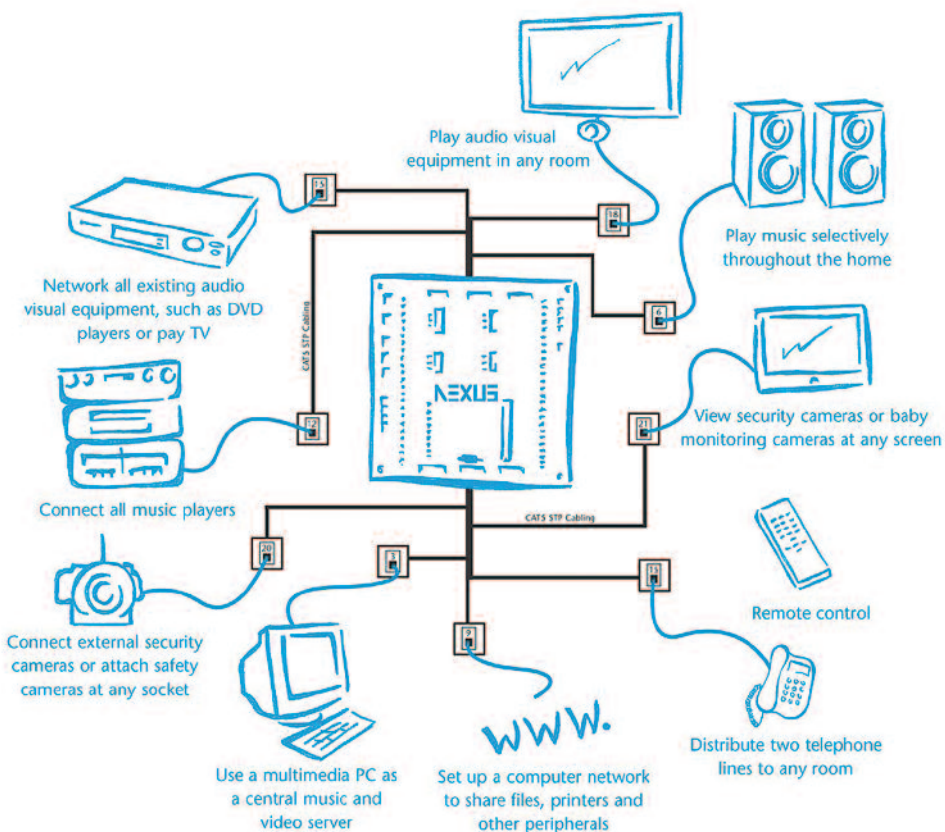 Play audio visual
equipment in any room
15
18
Play music selectively
throughout the home
Network all existing audio
visual equipment, such as DVD
players or pay TV
CAT5 STP Cabling
6
NEXUS
12
21
View security cameras or baby
monitoring cameras at any screen
Connect all music players
CAT5 STP Cabling
20
3
15
9
Remote control
Connect external security
cameras or attach safety
cameras at any socket
www.
Distribute two telephone
lines to any room
Use a multimedia PC as
a central music and
video server
Set up a computer network
to share files, printers and
other peripherals